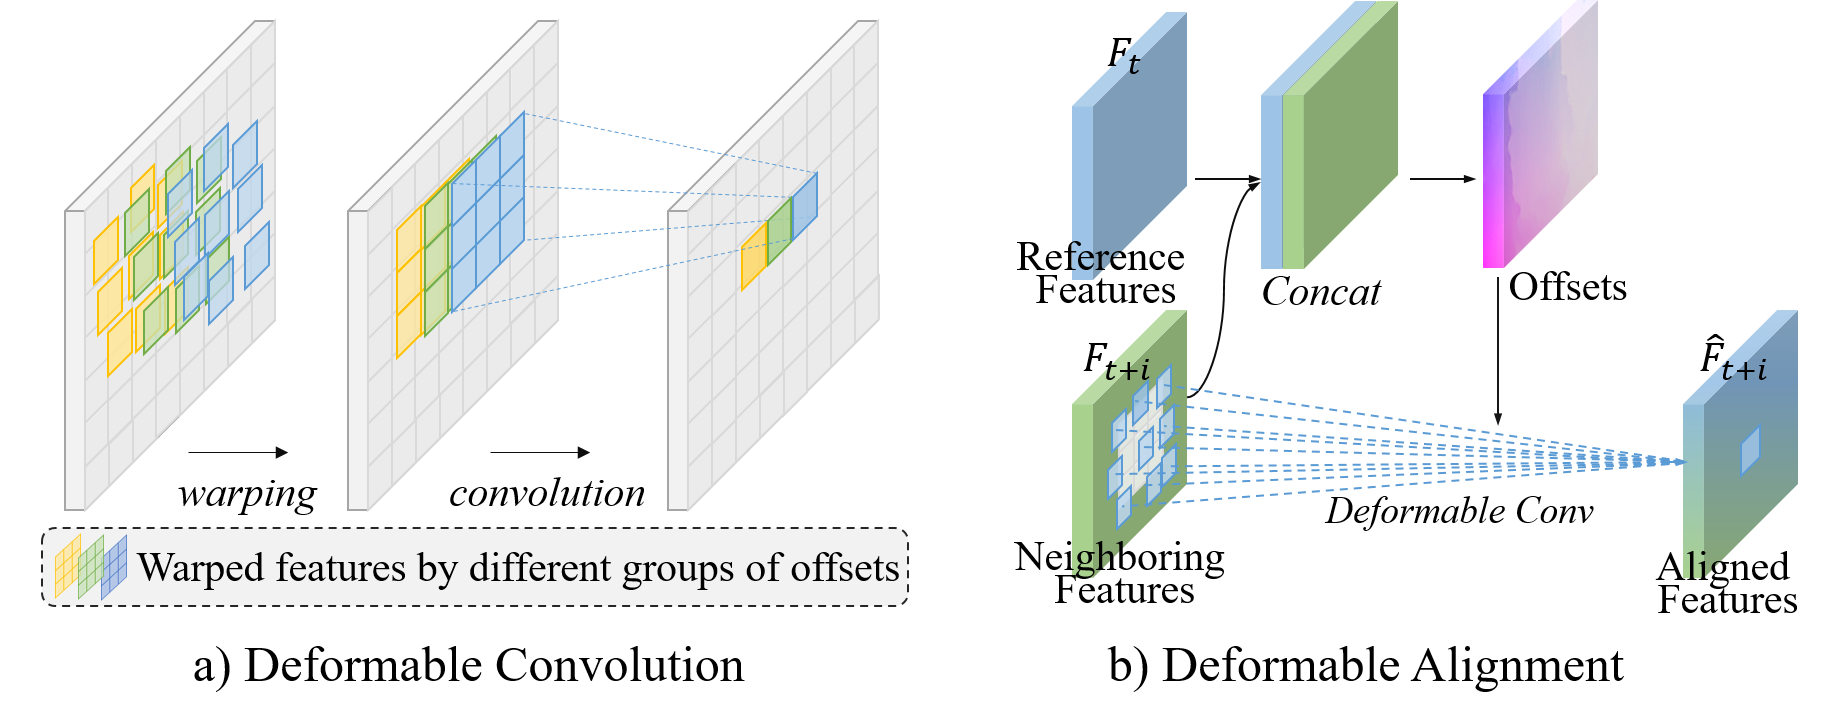 warping
convolution
Warped features by different groups of offsets
a) Deformable Convolution
F_t
Reference
Features
Concat
Offsets
F_{t+i}
F̂_{t+i}
Deformable Conv
Neighboring
Features
Aligned
Features
b) Deformable Alignment